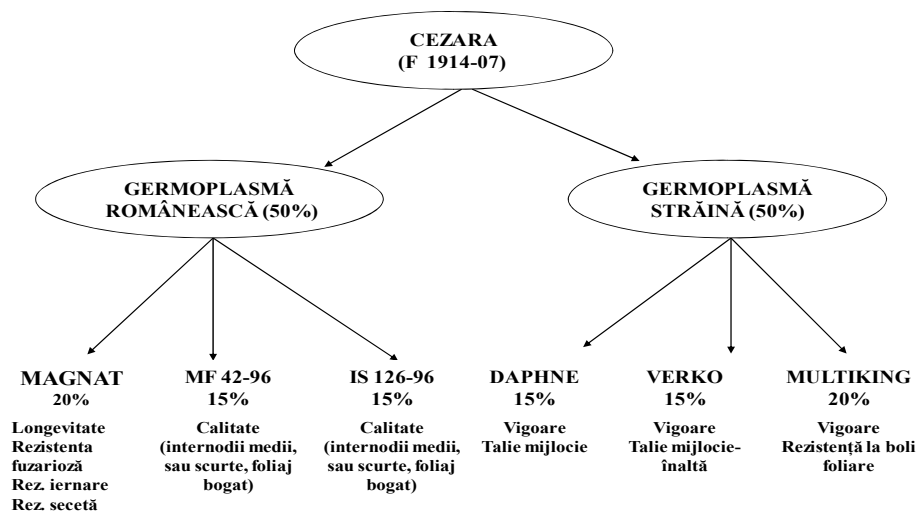 CEZARA
(F 1914-07)
GERMOPLASMĂ
ROMÂNEASCĂ (50%)
GERMOPLASMĂ
STRĂINĂ (50%)
MAGNAT
20%
Longevitate
Rezistenta
fuzarioză
Rez. iernare
Rez. secetă
MF 42-96
15%
Calitate
(internodii medii,
sau scurte, foliaj
bogat)
IS 126-96
15%
Calitate
(internodii medii,
sau scurte, foliaj
bogat)
DAPHNE
15%
Vigoare
Talie mijlocie
VERKO
15%
Vigoare
Talie mijlocie-
înaltă
MULTIKING
20%
Vigoare
Rezistență la boli
foliare